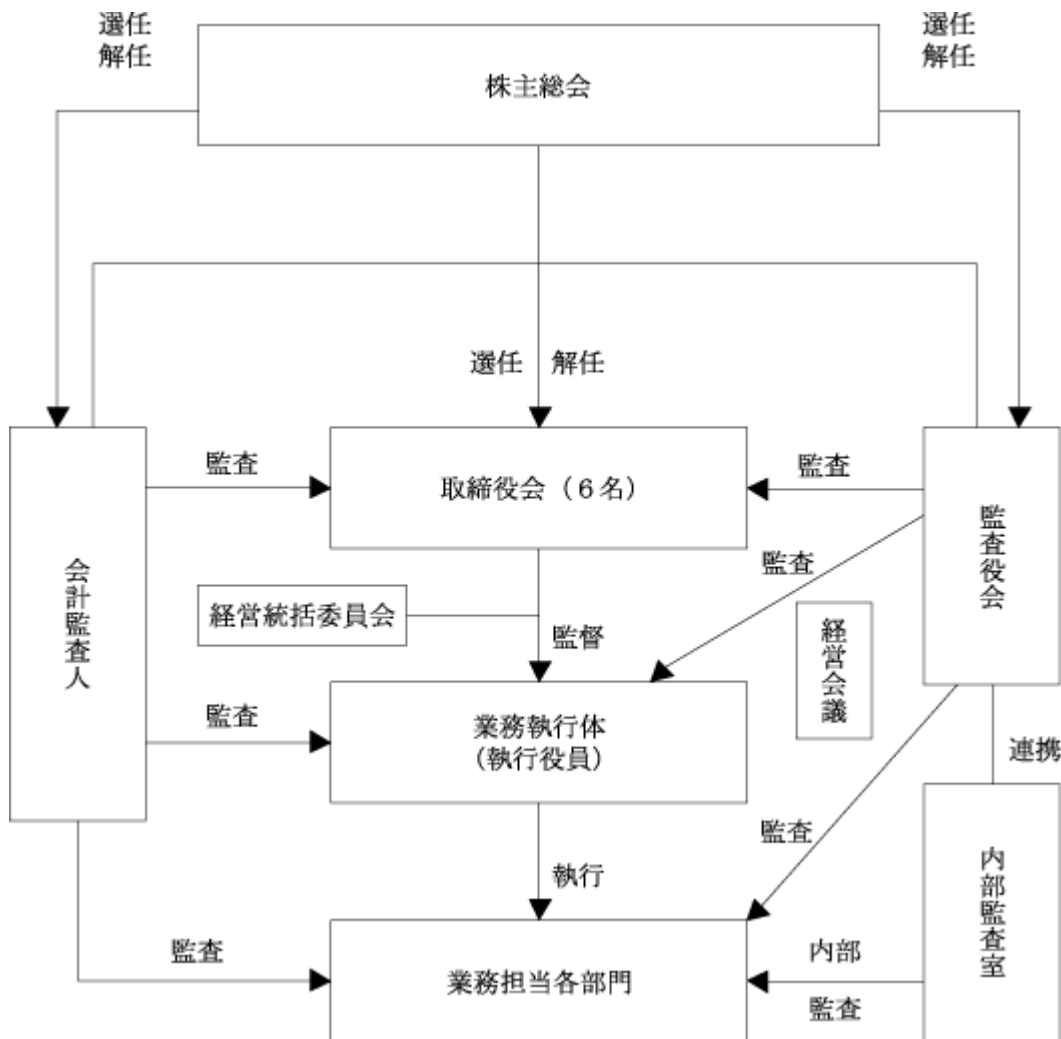 選任
解任
株主総会
選任
解任
選任 解任
監査
取締役会（６名）
監査
会計監査人
監査役会
監査
経営統括委員会
監督
経営会議
監査
業務執行体
（執行役員）
連携
監査
執行
内部監査室
監査
業務担当各部門
内部
監査